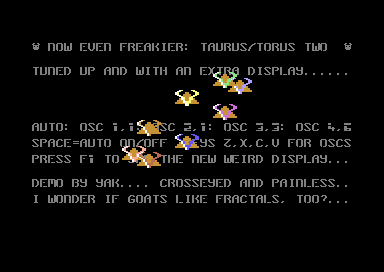 NOW EVEN FREAKIER: TAURUS/TORUS TWO
TUNED UP AND WITH AN EXTRA DISPLAY......
AUTO: OSC 1,1: OSC 2,1: OSC 3,3: OSC 4,6
SPACE=AUTO ON/OFF KEYS Z,X,C,V FOR OSCS
PRESS F1 TO THE NEW WEIRD DISPLAY...
DEMO BY YAK.... CROSSEYED AND PAINLESS..
I WONDER IF GOATS LIKE FRACTALS, TOO?...